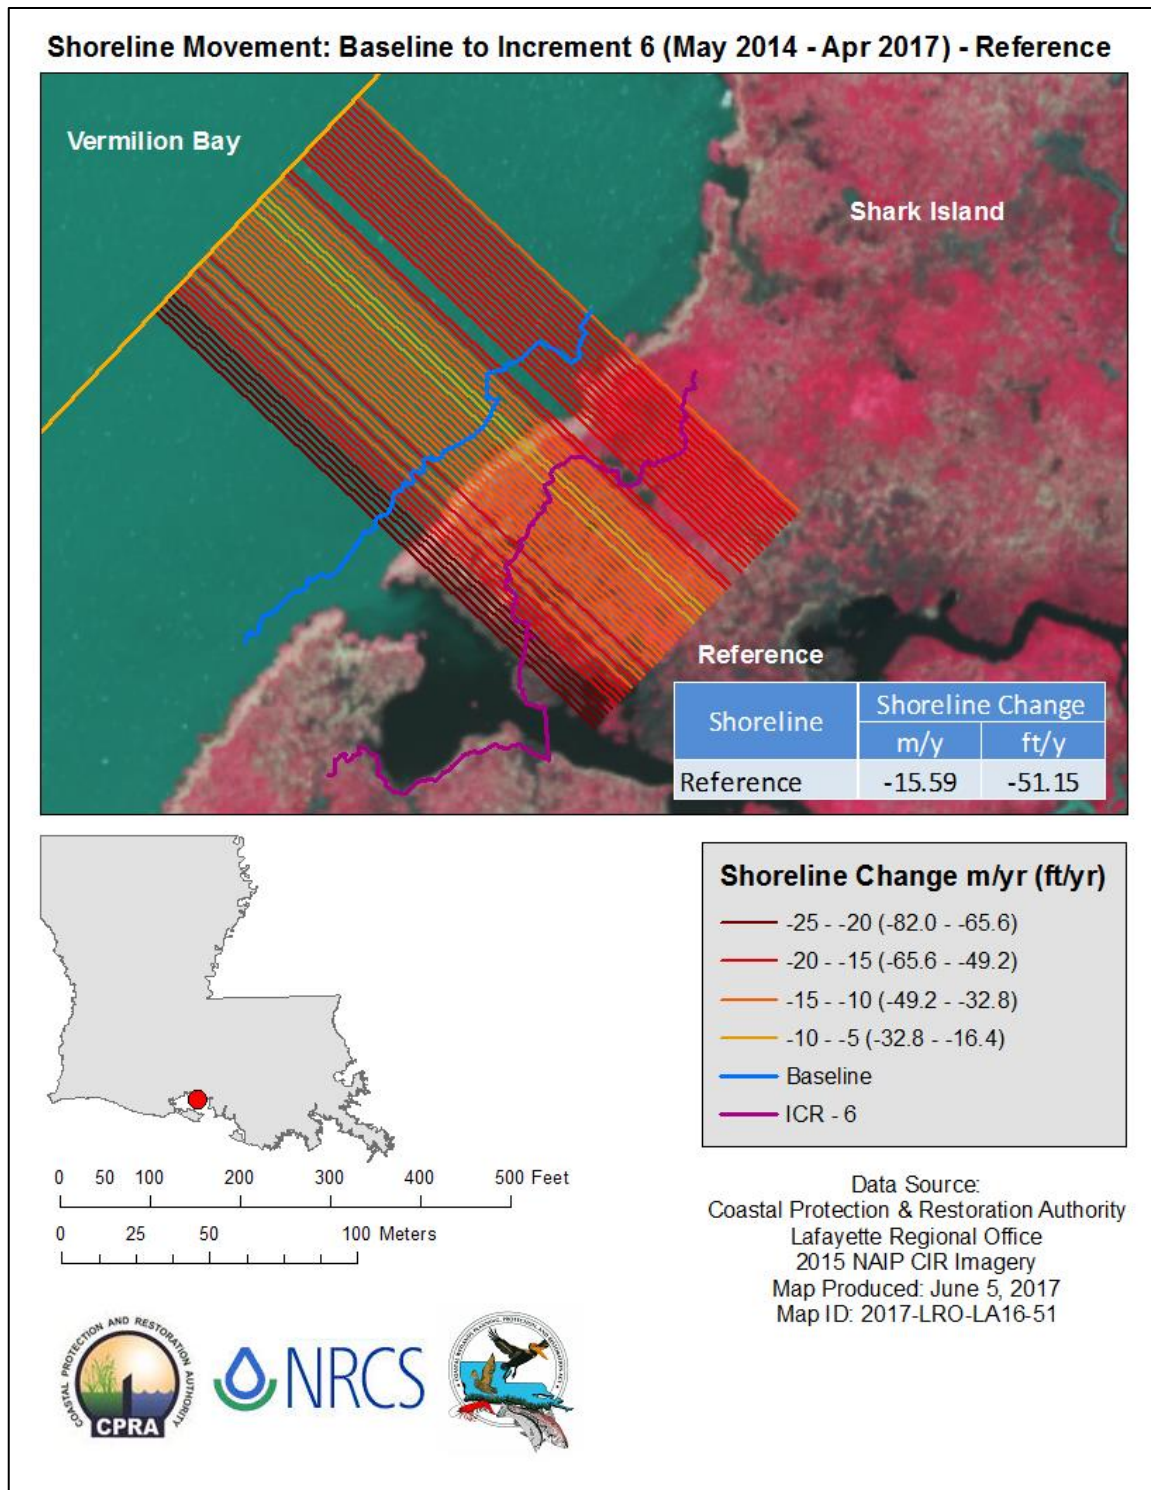 Shoreline Movement: Baseline to Increment 6 (May 2014 - Apr 2017) - Reference
Vermilion Bay
Shark Island
Reference
Shoreline
Shoreline Change
m/y
ft/y
Reference
-15.59
-51.15
Shoreline Change m/yr (ft/yr)
-25 - -20 (-82.0 - -65.6)
-20 - -15 (-65.6 - -49.2)
-15 - -10 (-49.2 - -32.8)
-10 - -5 (-32.8 - -16.4)
Baseline
ICR - 6
0 50 100 200 300 400 500 Feet
0 25 50 100 Meters
Data Source:
Coastal Protection & Restoration Authority
Lafayette Regional Office
2015 NAIP CIR Imagery
Map Produced: June 5, 2017
Map ID: 2017-LRO-LA16-51
COASTAL PROTECTION AND RESTORATION AUTHORITY
CPRA
NRCS